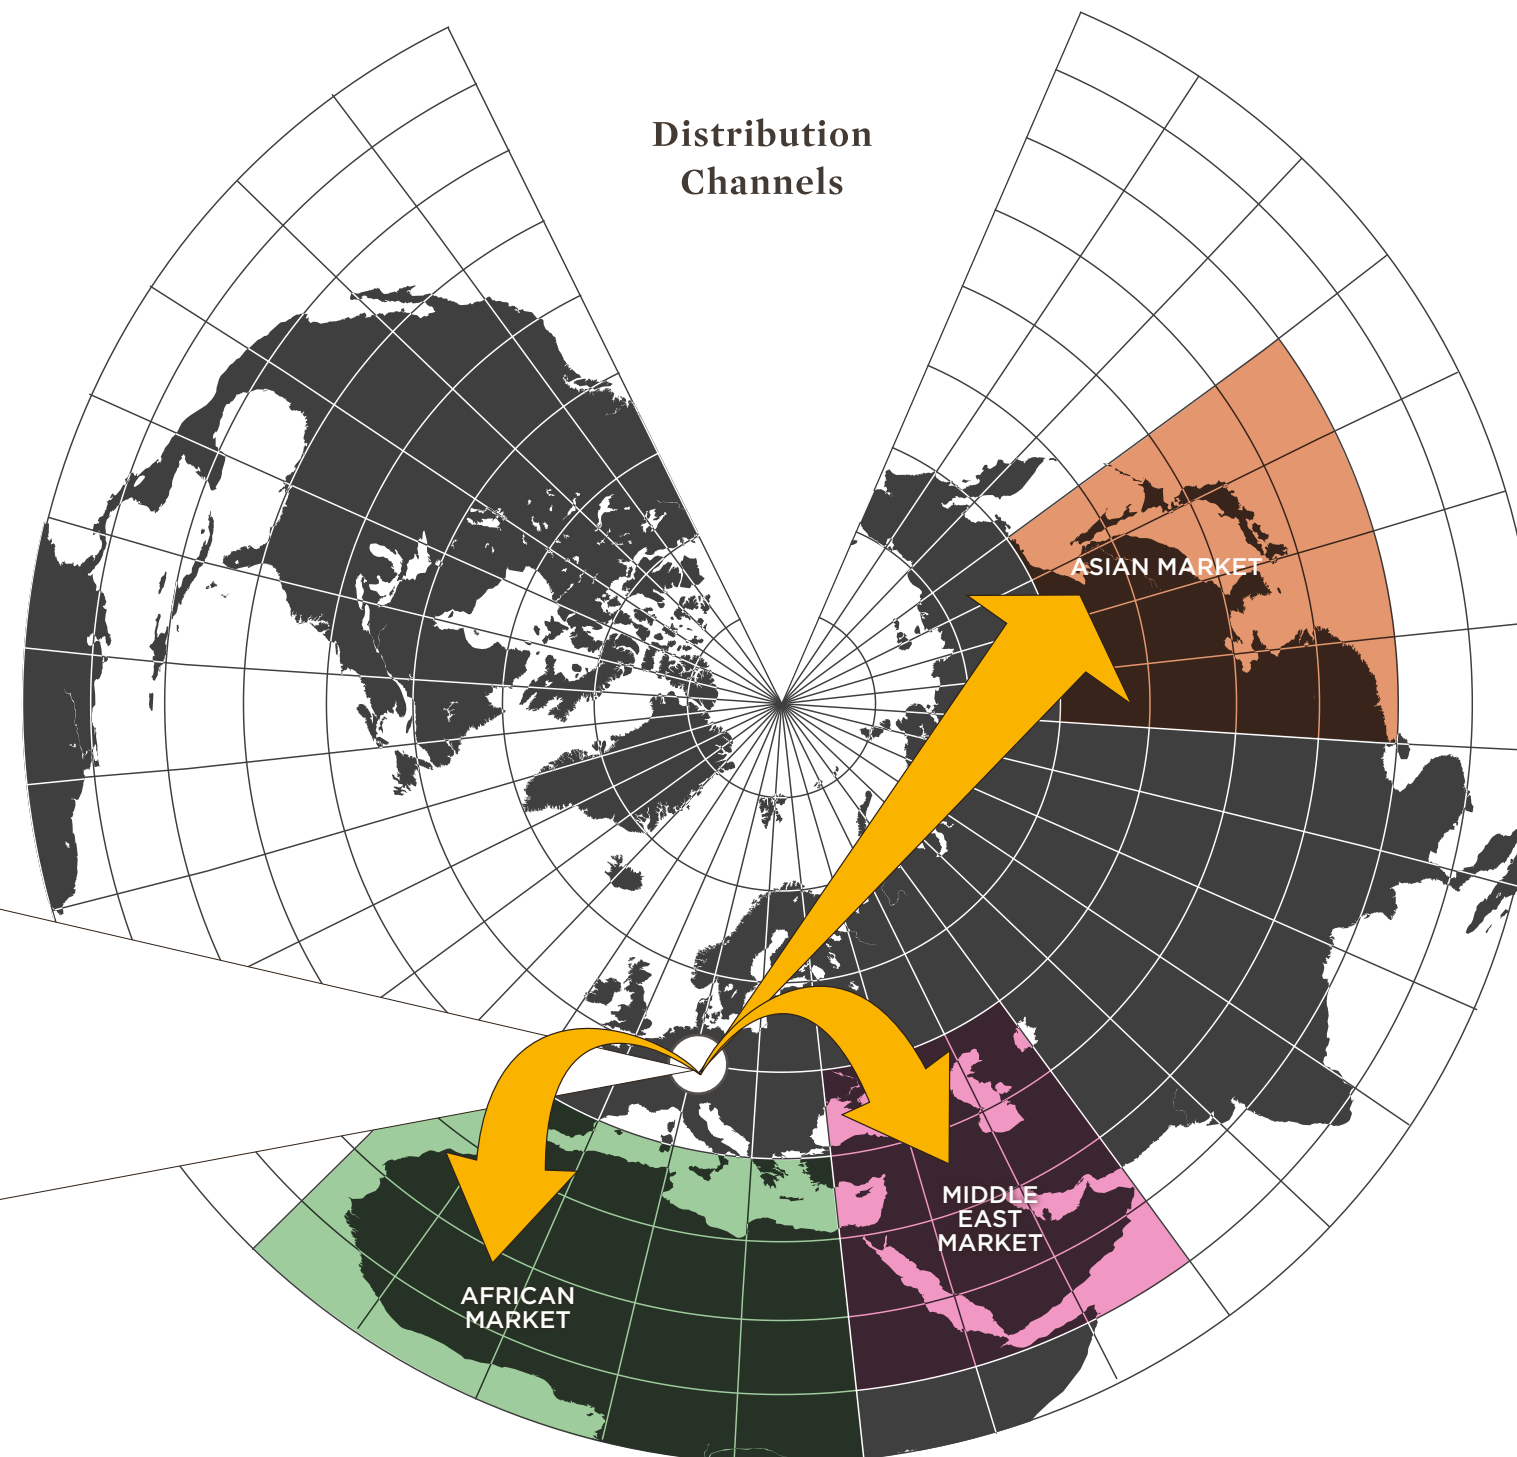 Distribution
Channels
ASIAN MARKET
MIDDLE
EAST
MARKET
AFRICAN
MARKET